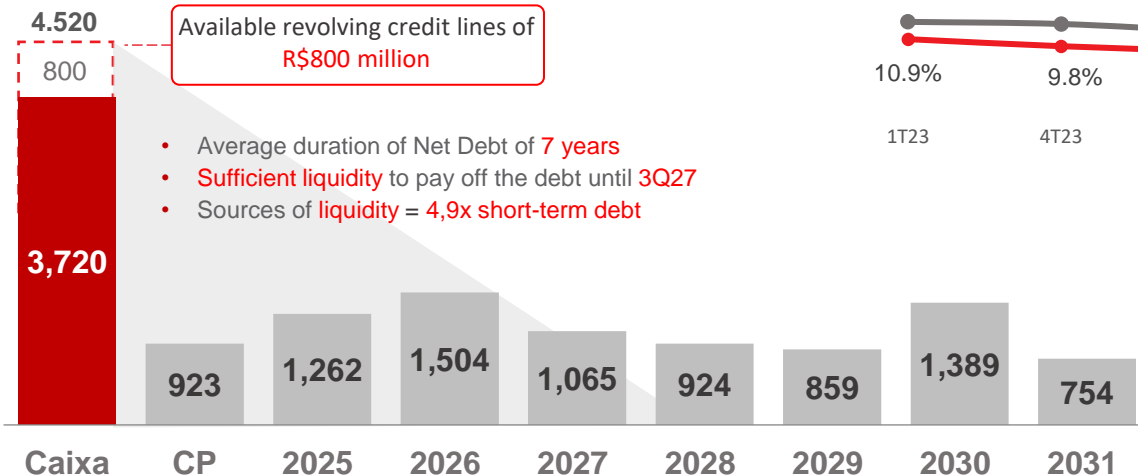 4.520
800
Available revolving credit lines of
R$800 million
10.9%
9.8%
1T23
4T23
• Average duration of Net Debt of 7 years
• Sufficient liquidity to pay off the debt until 3Q27
• Sources of liquidity = 4,9x short-term debt
3,720
923
1,262
1,504
1,065
924
859
1,389
754
Caixa CP 2025 2026 2027 2028 2029 2030 2031